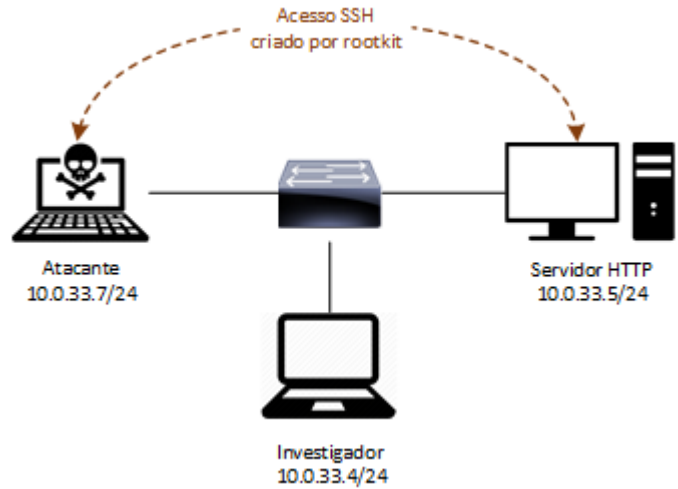 Acesso SSH
criado por rootkit
Atacante
10.0.33.7/24
Servidor HTTP
10.0.33.5/24
Investigador
10.0.33.4/24